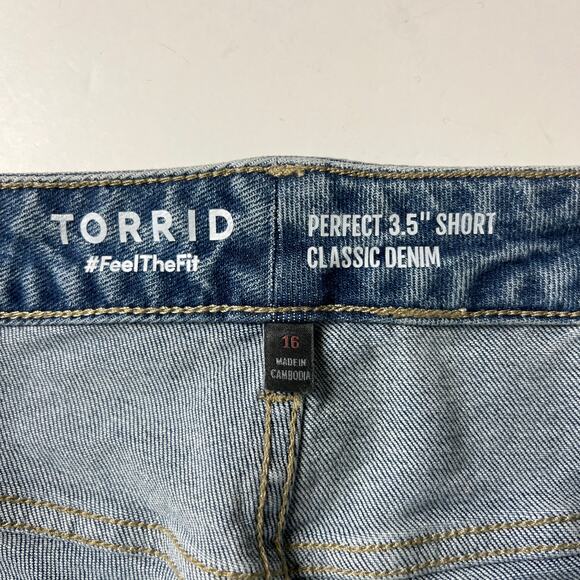 TORRID
#FeelTheFit
PERFECT 3.5" SHORT
CLASSIC DENIM
16
MADE IN
CAMBODIA